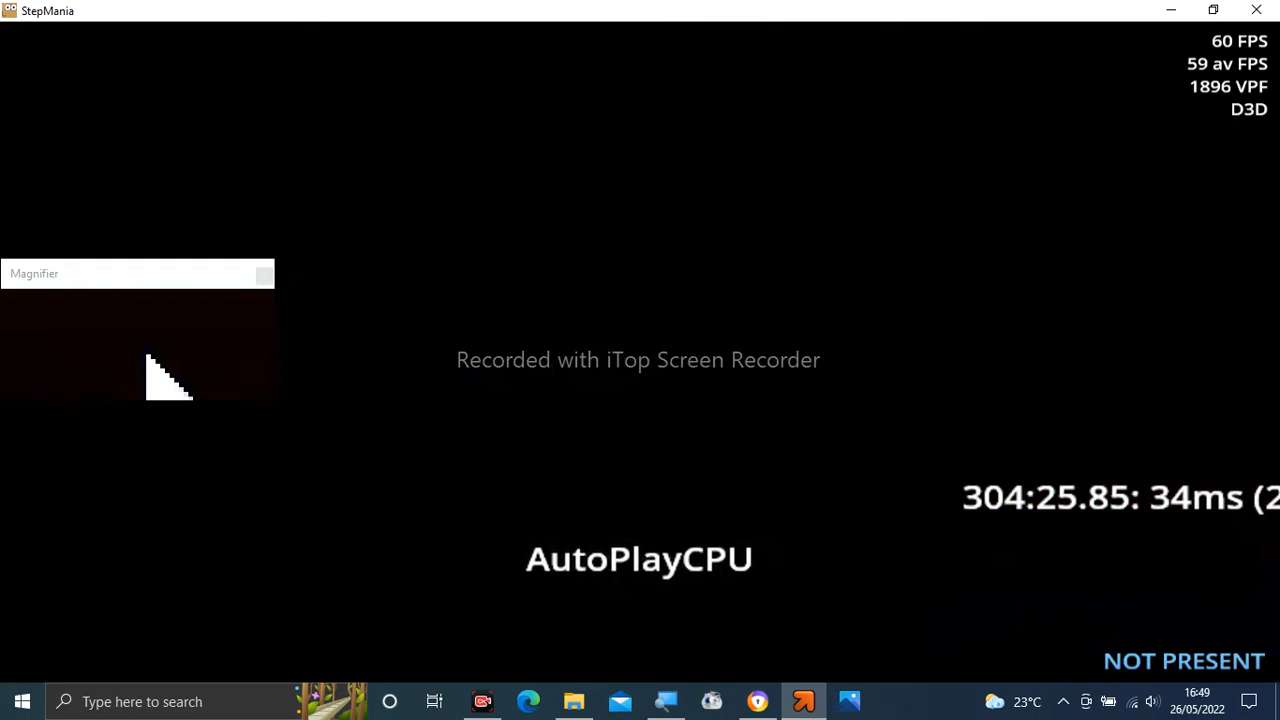 StepMania
60 FPS
59 av FPS
1896 VPF
D3D
Magnifier
Recorded with iTop Screen Recorder
304:25.85: 34ms (2
AutoPlayCPU
NOT PRESENT
Type here to search
23°C
16:49
26/05/2022